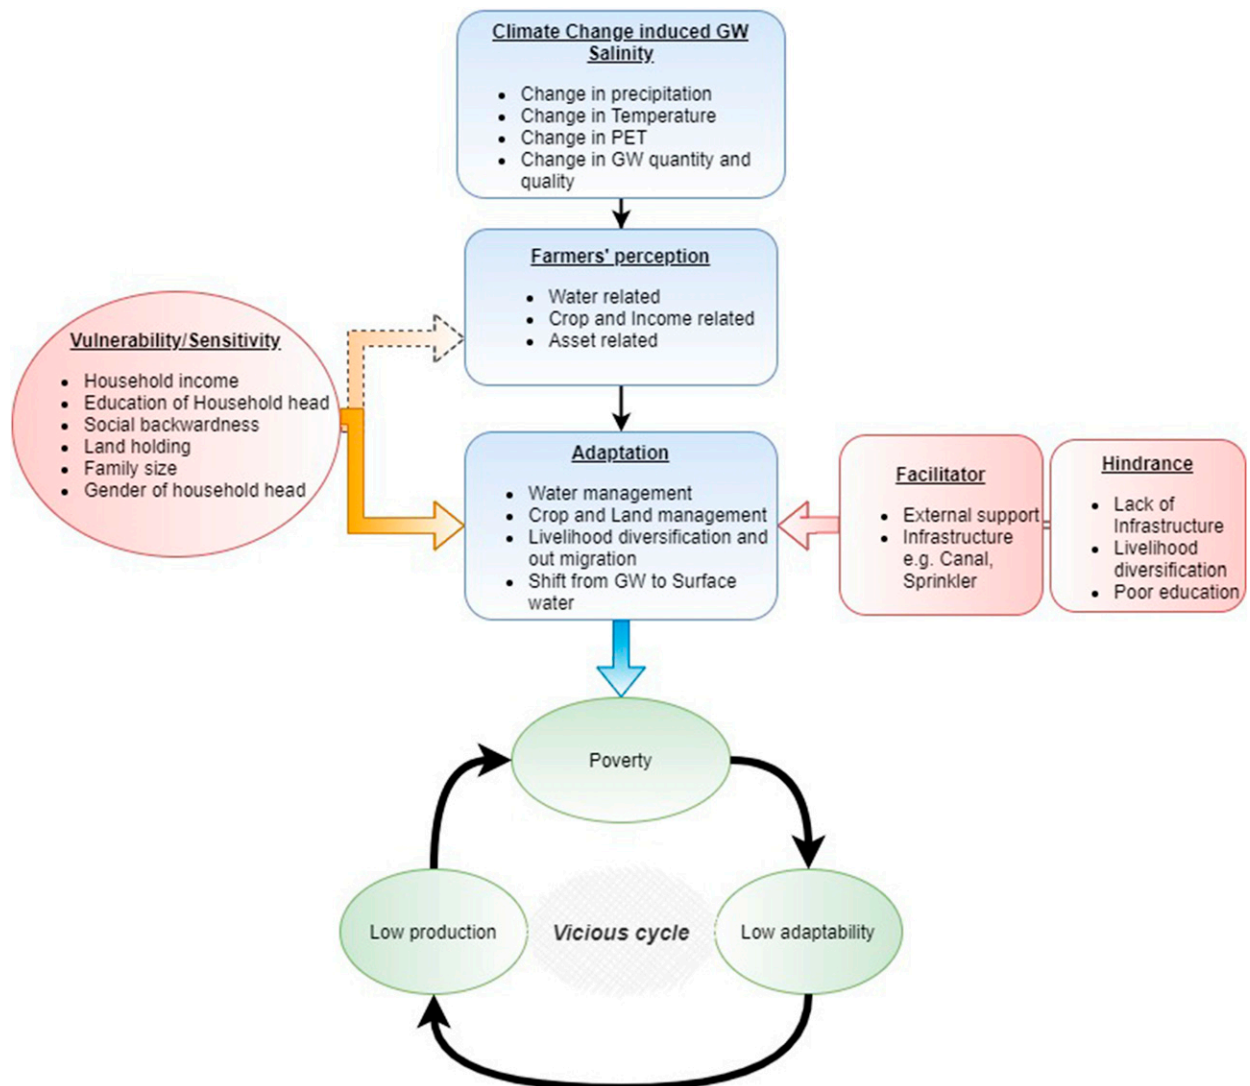 Climate Change induced GW
Salinity
• Change in precipitation
• Change in Temperature
• Change in PET
• Change in GW quantity and
quality
Farmers' perception
• Water related
• Crop and Income related
• Asset related
Vulnerability/Sensitivity
• Household income
• Education of Household head
• Social backwardness
• Land holding
• Family size
• Gender of household head
Adaptation
• Water management
• Crop and Land management
• Livelihood diversification and
out migration
• Shift from GW to Surface
water
Facilitator
• External support
• Infrastructure
e.g. Canal,
Sprinkler
Hindrance
• Lack of
Infrastructure
• Livelihood
diversification
• Poor education
Poverty
Low production
Vicious cycle
Low adaptability